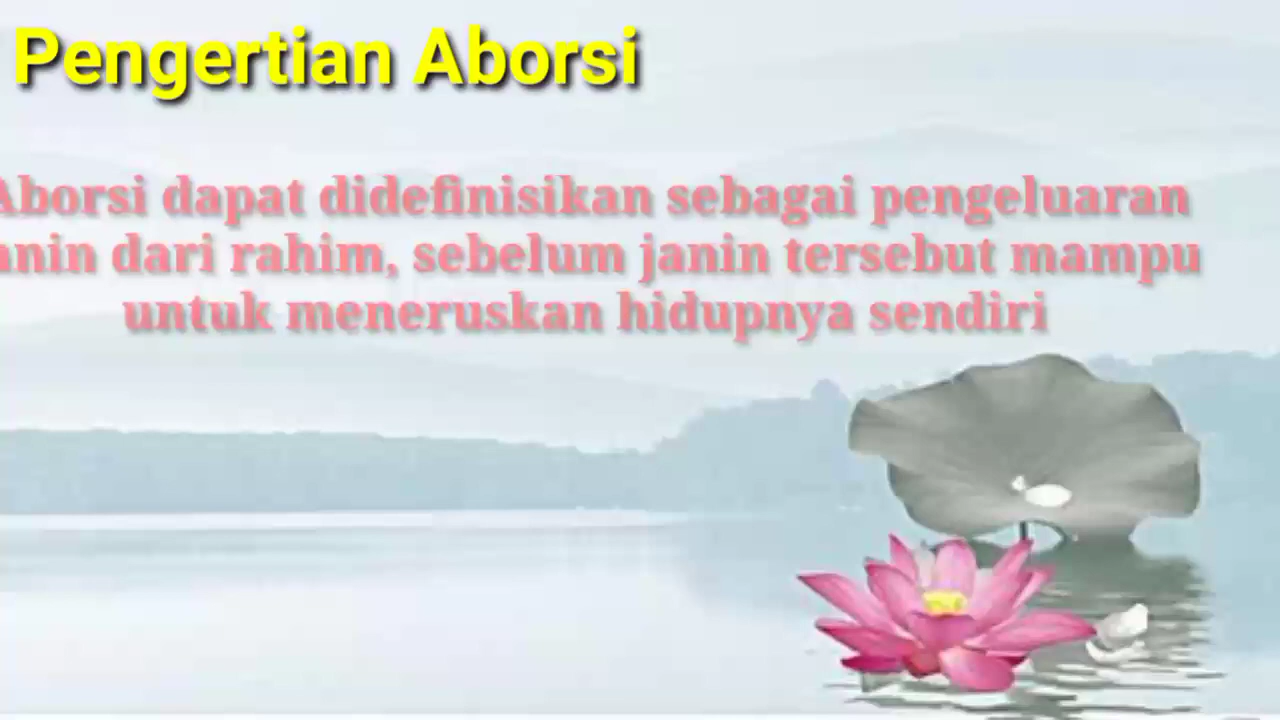 Pengertian Aborsi
Aborsi dapat didefinisikan sebagai pengeluaran
anin dari rahim, sebelum janin tersebut mampu
untuk meneruskan hidupnya sendiri